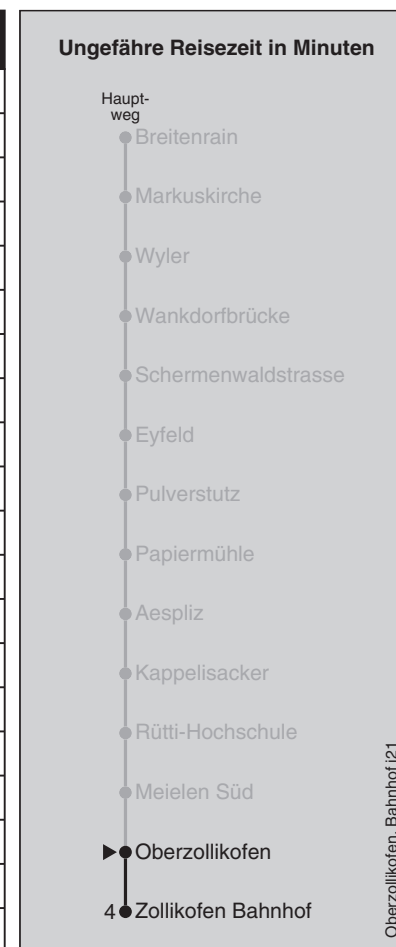 Ungefähre Reisezeit in Minuten
Haupt-
weg
Breitenrain
Markuskirche
Wyler
Wankdorfbrücke
Schermenwaldstrasse
Eyfeld
Pulverstutz
Papiermühle
Aespliz
Kappelisacker
Rütti-Hochschule
Meielen Süd
Oberzollikofen
4 Zollikofen Bahnhof
Oberzollikofen, Bahnhof j21